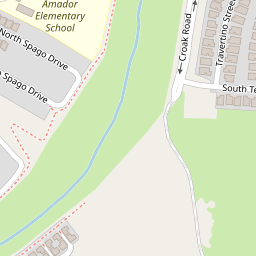 Amador
Elementary
School
North Spago Drive
Spago Drive
Croak Road
Travertino Street
South Te